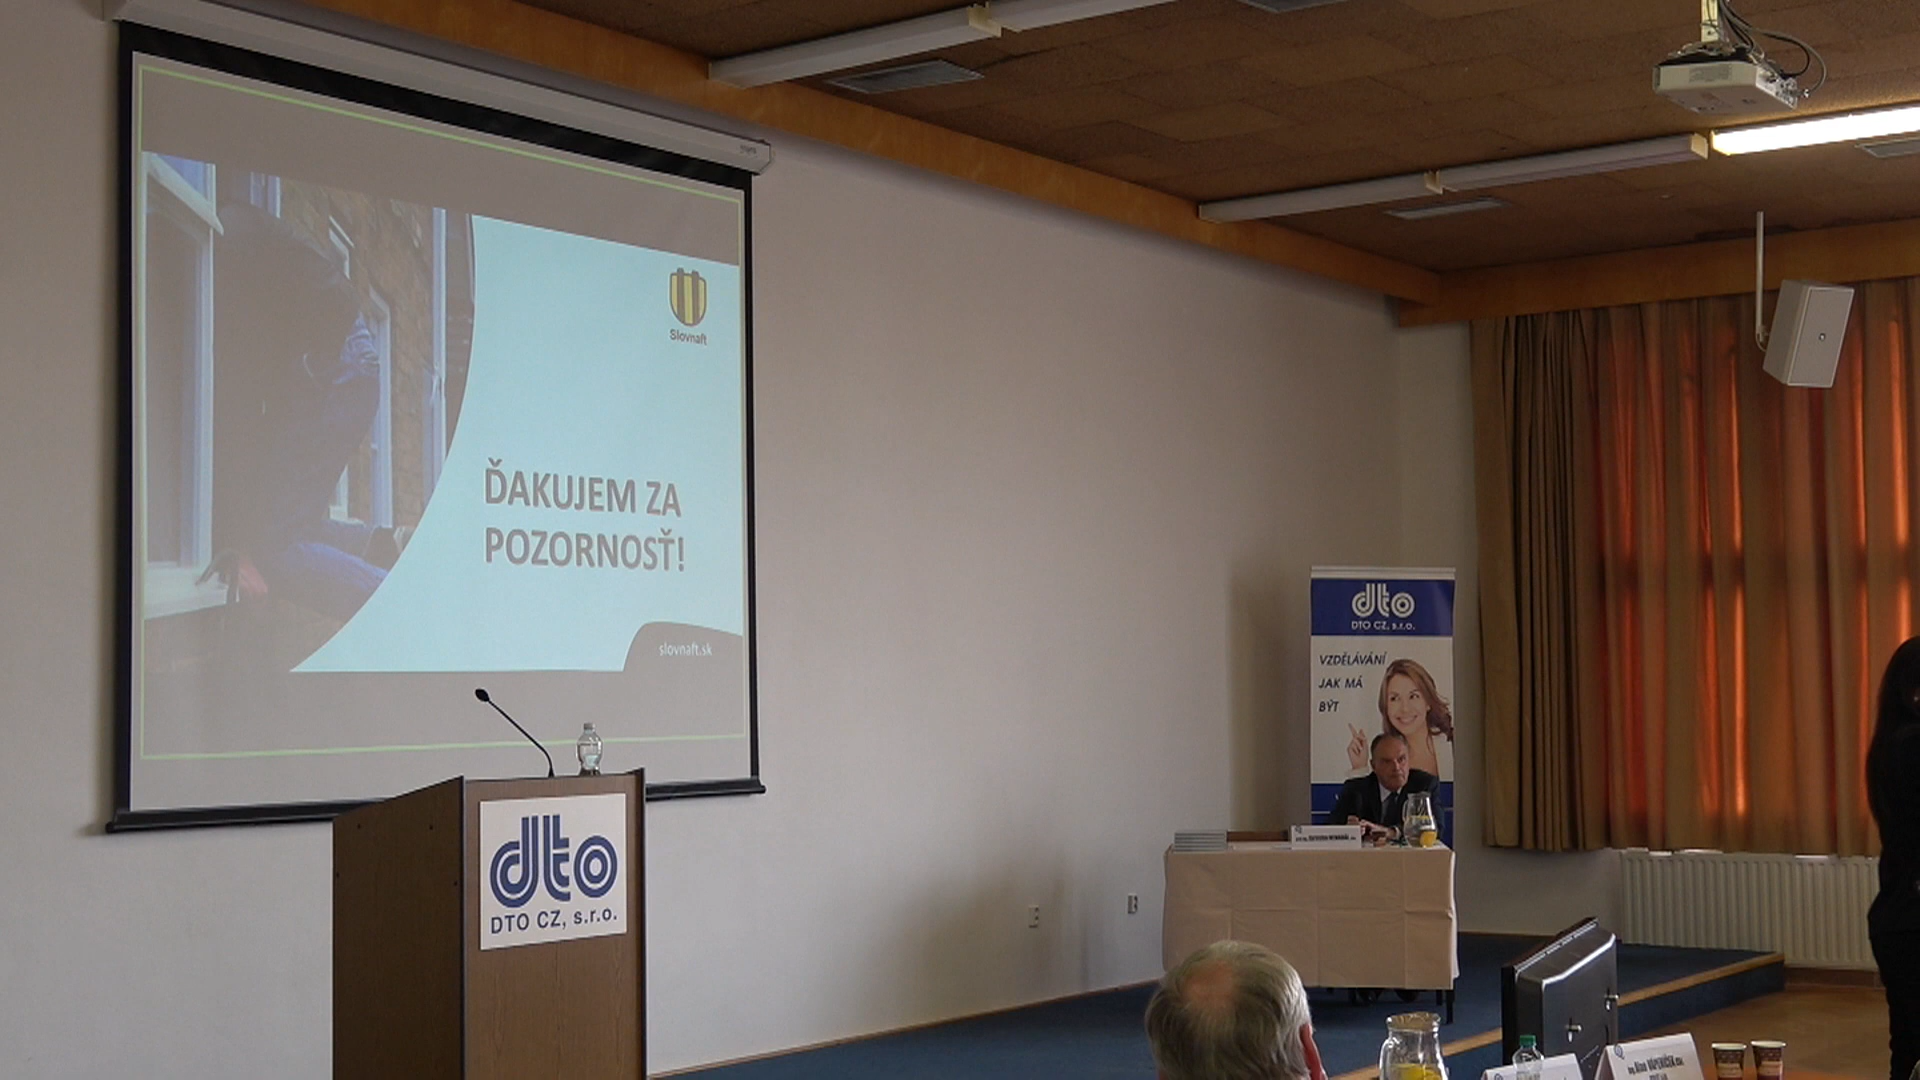 Slovnaft
ĎAKUJEM ZA
POZORNOSŤ!
slovnaft.sk
dto
DTO CZ, s.r.o.
dto
DTO CZ, s.r.o.
VZDĚLÁVÁNÍ
JAK MÁ
BÝT